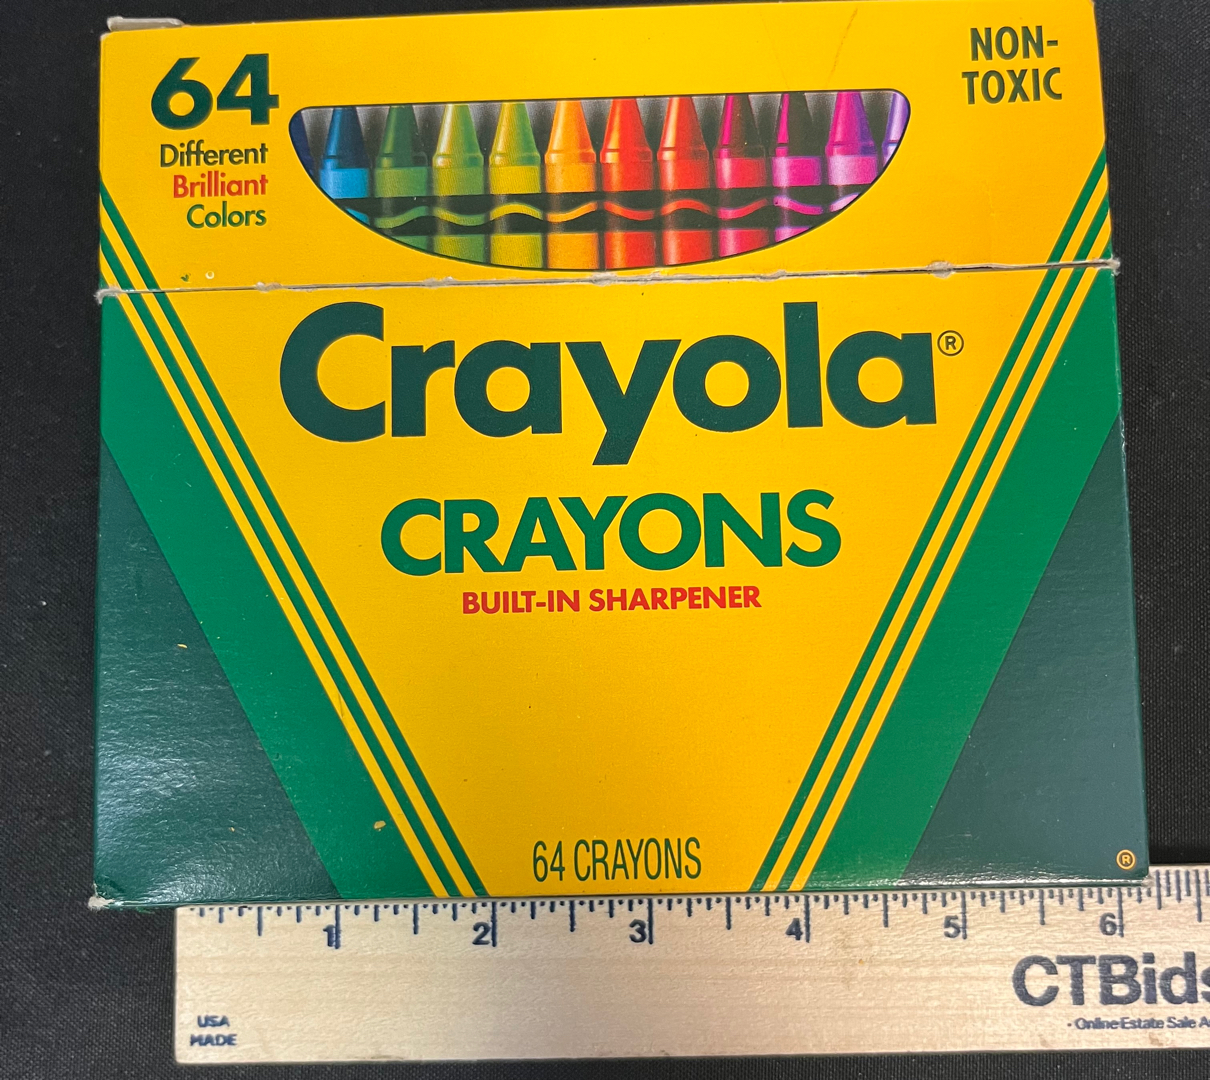 64
Different
Brilliant
Colors
NON-
TOXIC
Crayola®
CRAYONS
BUILT-IN SHARPENER
64 CRAYONS
®
1 2 3 4 5 6
CTBids
USA
MADE
- Online Estate Sale